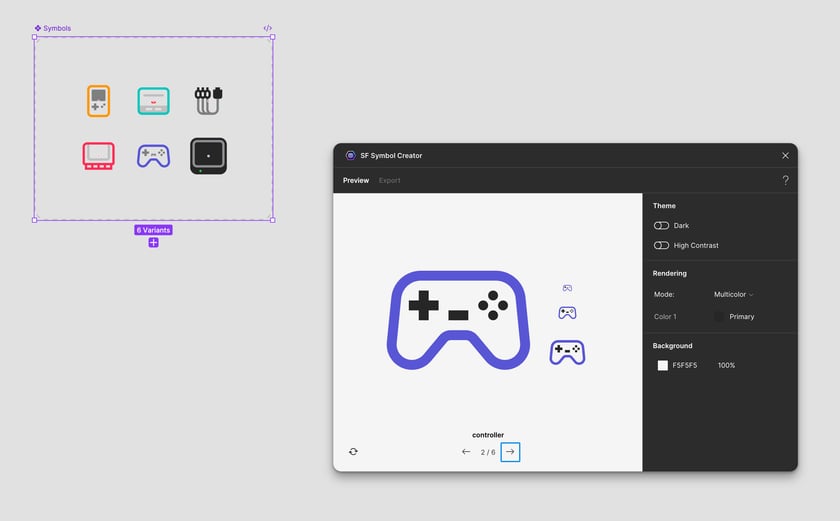 Symbols
6 Variants
SF Symbol Creator
Preview Export
?
Theme
Dark
High Contrast
Rendering
Mode: Multicolor
Color 1 Primary
Background
F5F5F5 100%
controller
2 / 6